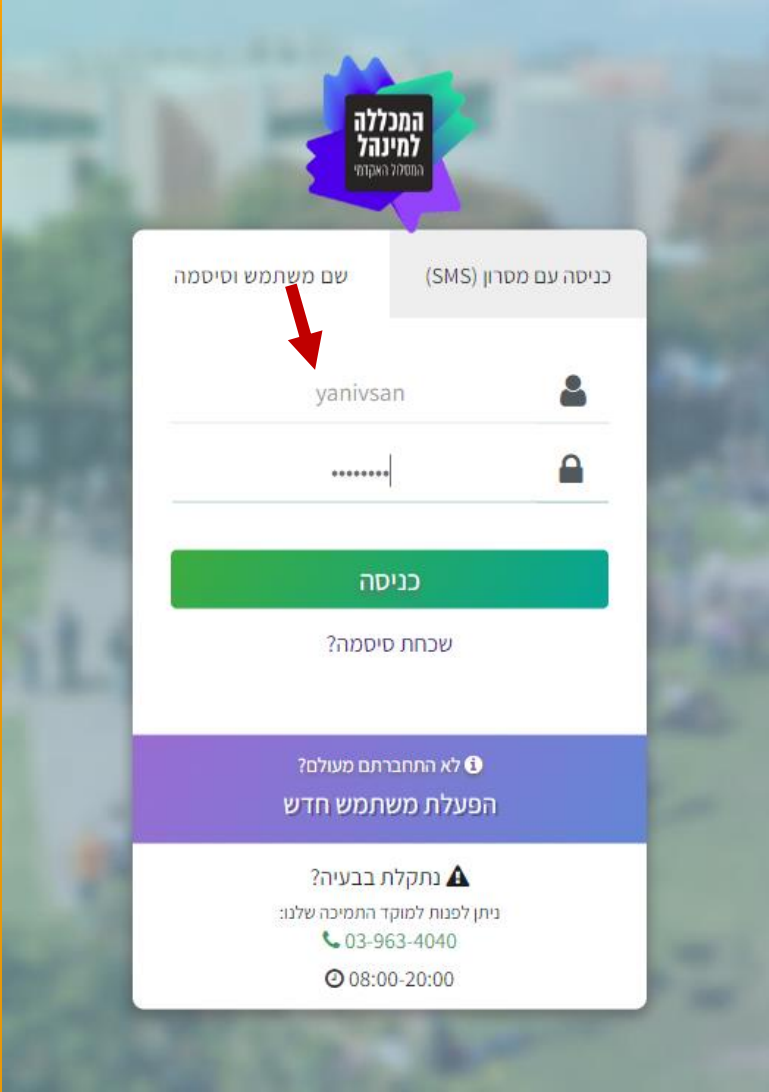 המכללה
למינהל
המסלול האקדמי
כניסה עם מסרון (SMS)
שם משתמש וסיסמה
yanivsan
••••••••
כניסה
שכחת סיסמה?
לא התחברתם מעולם?
הפעלת משתמש חדש
נתקלת בבעיה?
ניתן לפנות למוקד התמיכה שלנו:
03-963-4040
08:00-20:00